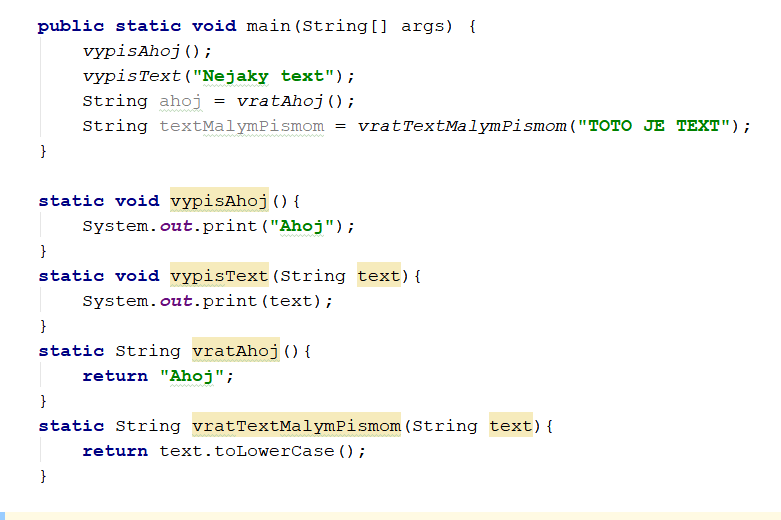 public static void main(String[] args) {
vypisAhoj();
vypisText("Nejaky text");
String ahoj = vratAhoj();
String textMalymPismom = vratTextMalymPismom("TOTO JE TEXT");
}
static void vypisAhoj(){
System.out.print("Ahoj");
}
static void vypisText(String text){
System.out.print(text);
}
static String vratAhoj(){
return "Ahoj";
}
static String vratTextMalymPismom(String text){
return text.toLowerCase();
}